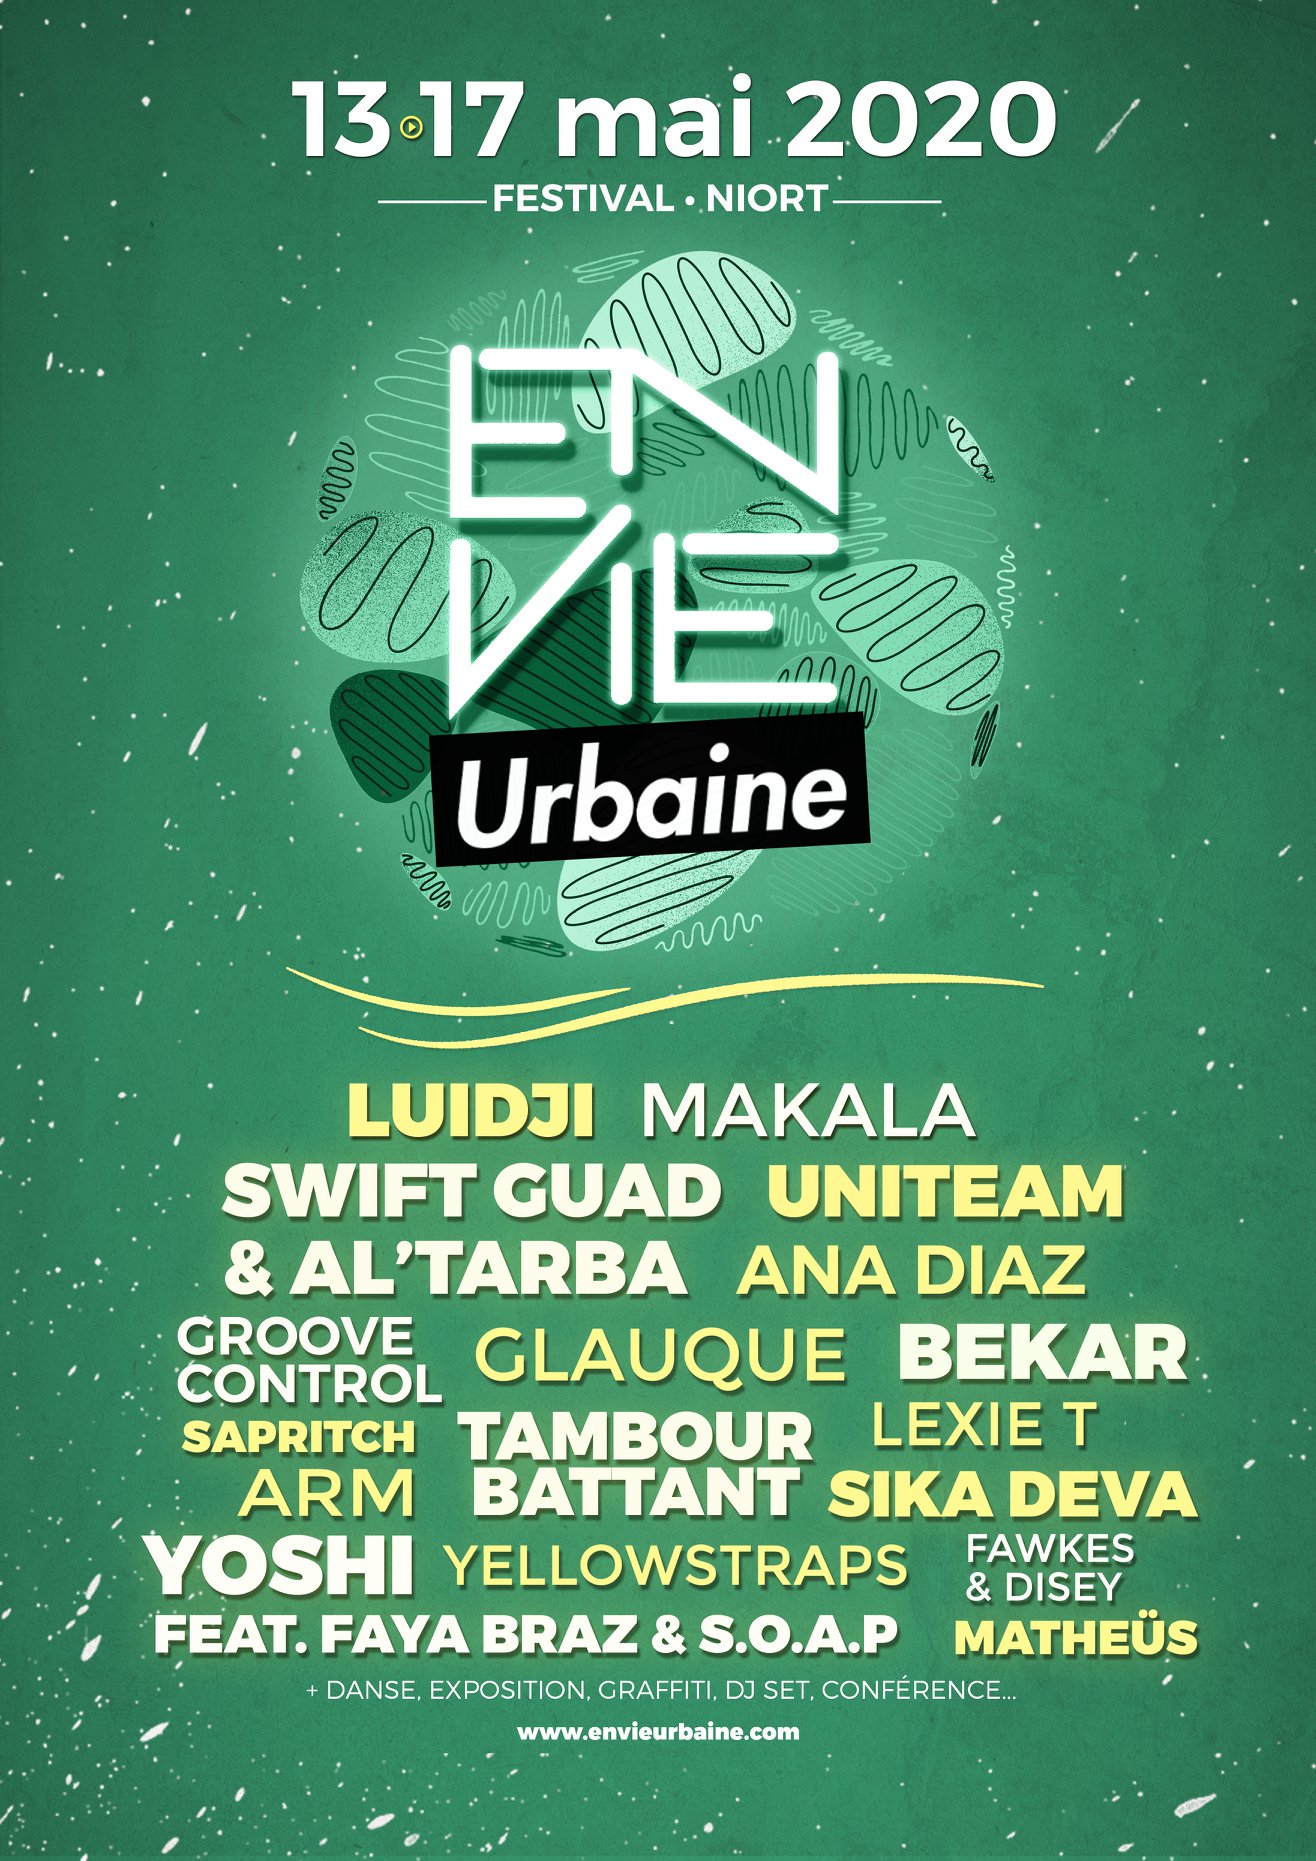 13 17 mai 2020
FESTIVAL • NIORT
EN
VIE
Urbaine
LUIDJI MAKALA
SWIFT GUAD UNITEAM
& AL'TARBA ANA DIAZ
GROOVE
CONTROL
GLAUQUE
BEKAR
SAPRITCH
ARM
TAMBOUR
BATTANT
LEXIE T
SIKA DEVA
YOSHI
FEAT. FAYA BRAZ & S.O.A.P
YELLOWSTRAPS
FAWKES
& DISEY
MATHEÜS
+ DANSE, EXPOSITION, GRAFFITI, DJ SET, CONFÉRENCE...
www.envieurbaine.com